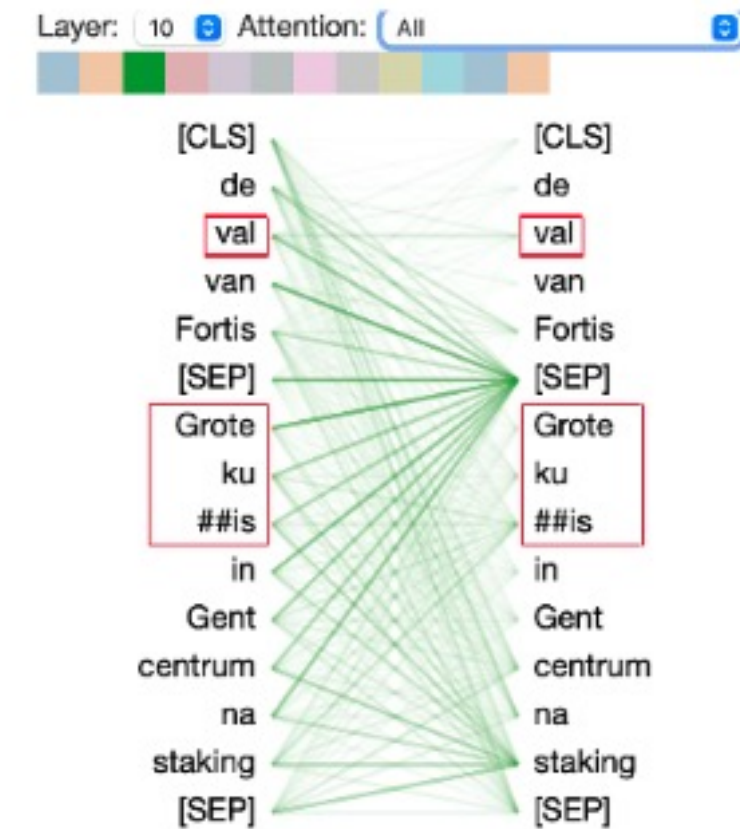 Layer: 10 Attention: All
[CLS] [CLS]
de de
val val
van van
Fortis Fortis
[SEP] [SEP]
Grote Grote
ku ku
##is ##is
in in
Gent Gent
centrum centrum
na na
staking staking
[SEP] [SEP]